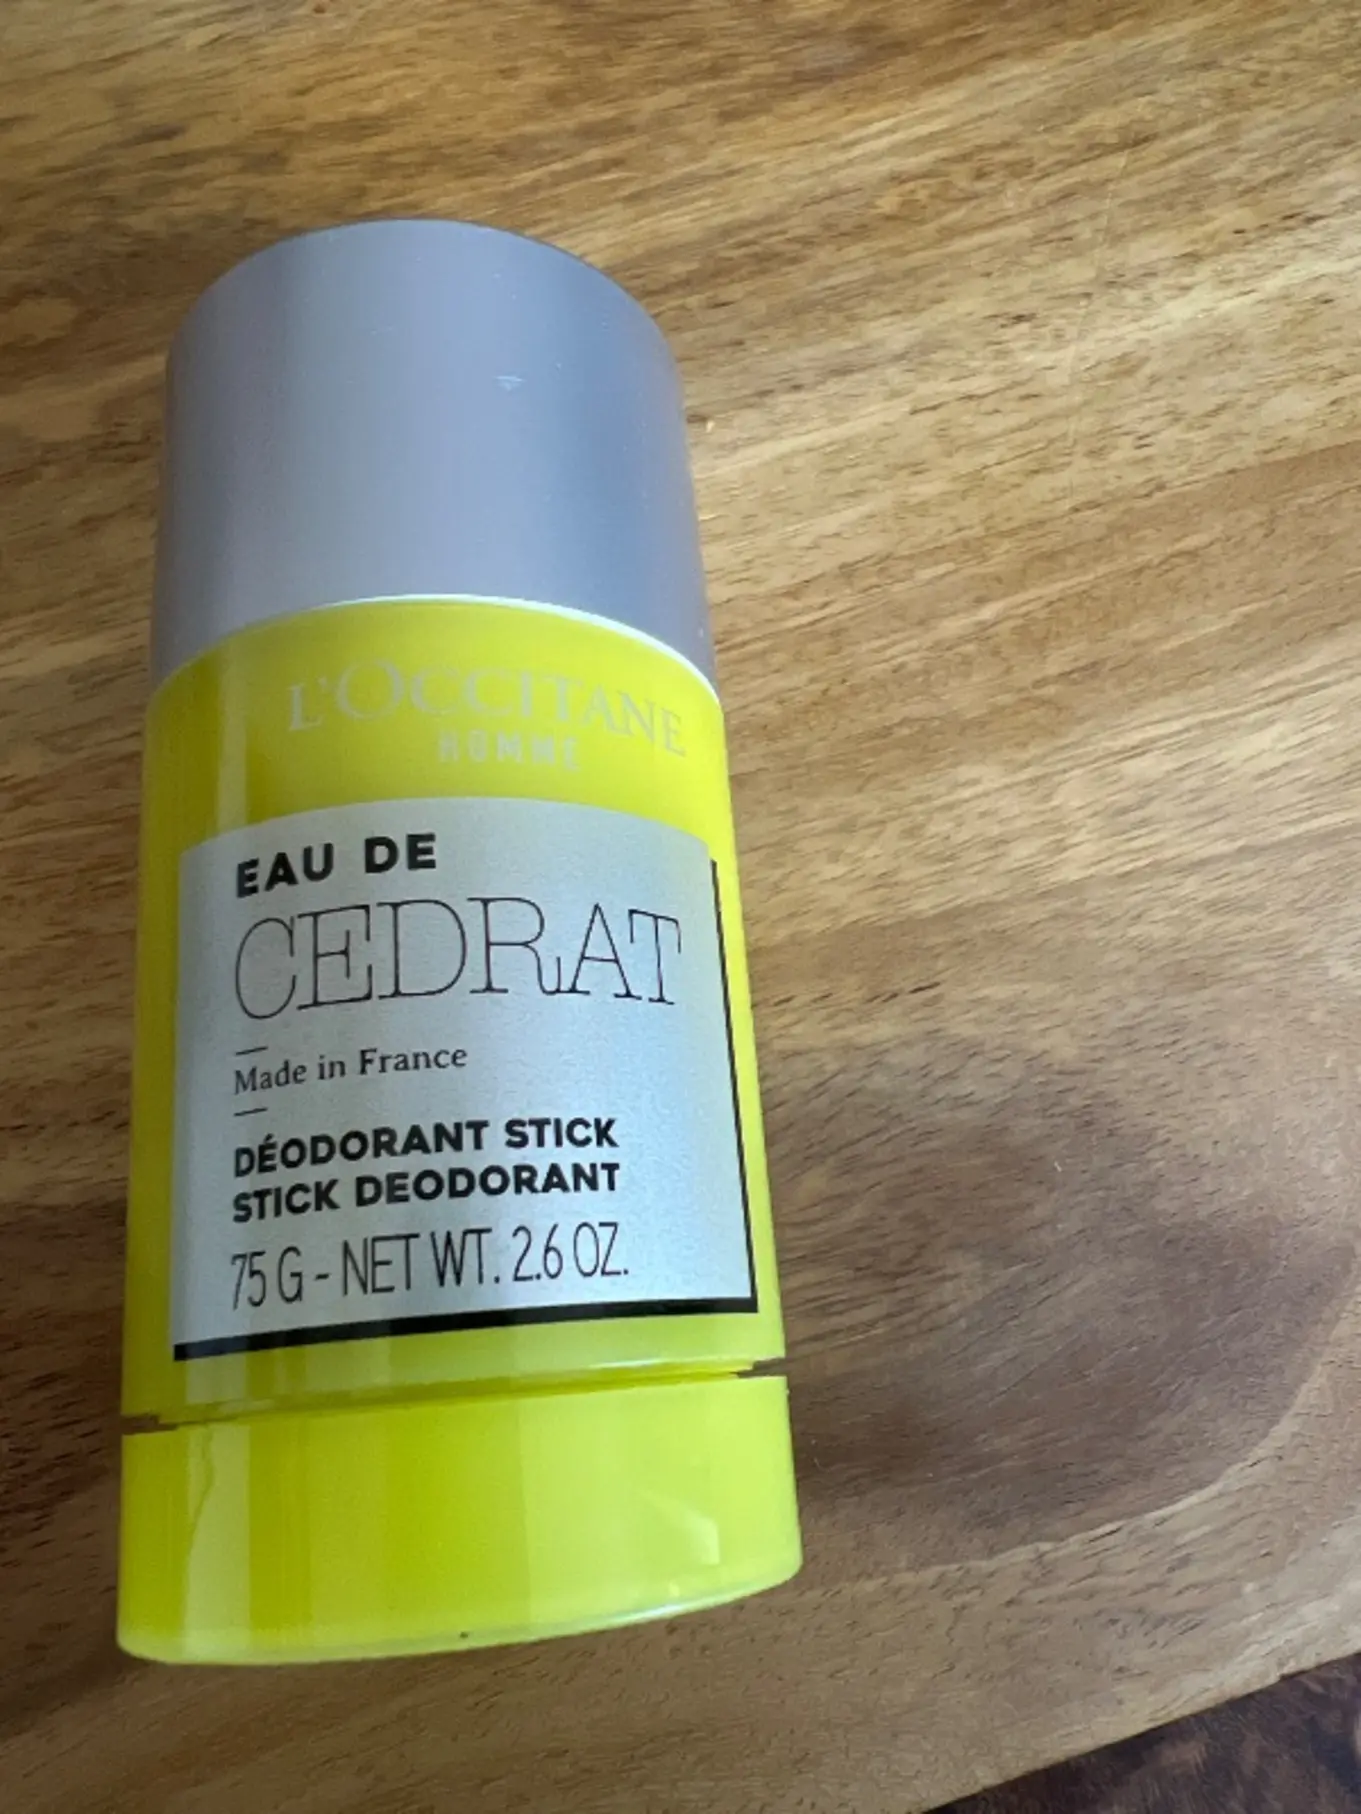 L'OCCITANE
HOMME
EAU DE
CEDRAT
Made in France
DÉODORANT STICK
STICK DEODORANT
75 G - NET WT. 2.6 OZ.